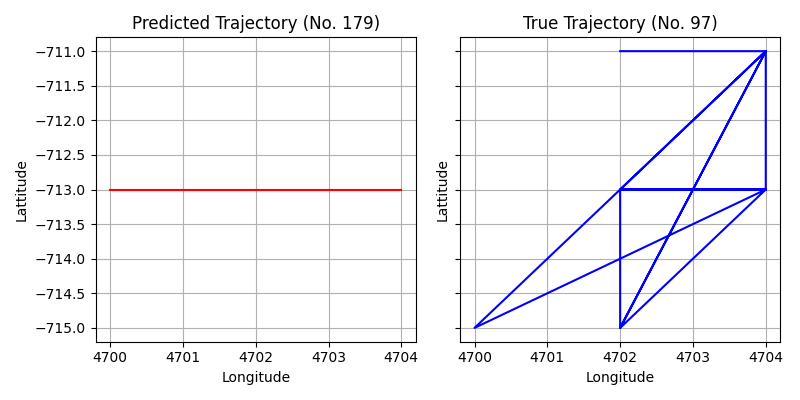 Predicted Trajectory (No. 179)
True Trajectory (No. 97)
Lattitude
−711.0
−711.5
−712.0
−712.5
−713.0
−713.5
−714.0
−714.5
−715.0
4700 4701 4702 4703 4704
Longitude
Lattitude
4700 4701 4702 4703 4704
Longitude